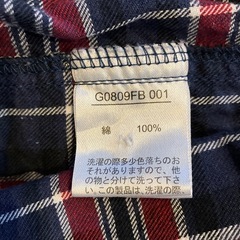 G0809FB 001
綿 100%
洗濯の際多少色落ちの
おそれがありますので、他の
物と分けて洗って下さ
い。この製品は、洗濯